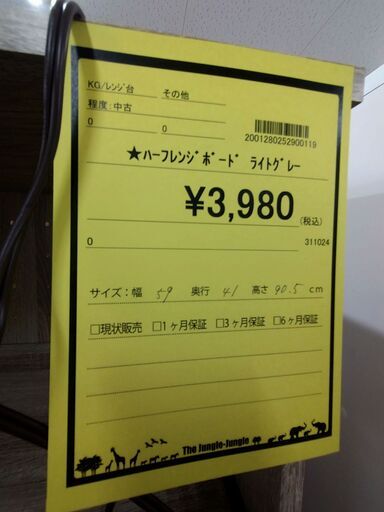 KG/レンジ台 その他
程度:中古
0 0
2001280252900119
★ハーフレンジボード ライトグレー
¥3,980(税込)
0 311024
サイズ:幅 59 奥行 41 高さ 90.5 cm
□現状販売 □1ヶ月保証 □3ヶ月保証 □6ヶ月保証
The Jungle-Jungle